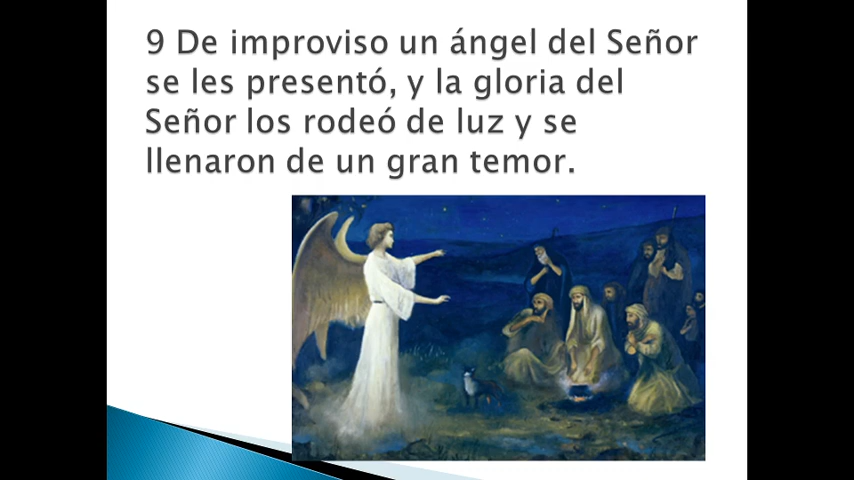 9 De improviso un ángel del Señor
se les presentó, y la gloria del
Señor los rodeó de luz y se
llenaron de un gran temor.